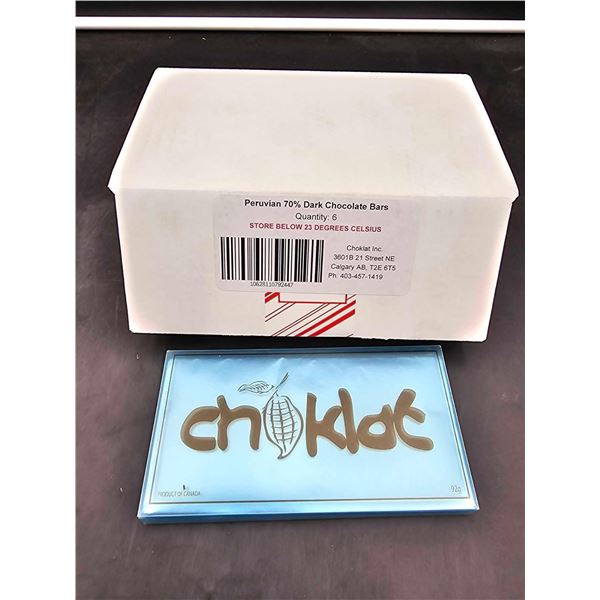 Peruvian 70% Dark Chocolate Bars
Quantity: 6
STORE BELOW 23 DEGREES CELSIUS
Choklat Inc.
3601B 21 Street NE
Calgary AB, T2E 6T5
Ph. 403-457-1419
10628110792447
choklat
PRODUCT OF CANADA
92g